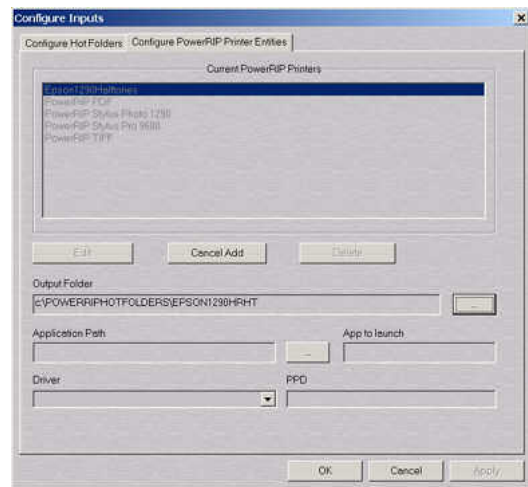 Configure Inputs
Configure Hot Folders
Configure PowerRIP Printer Entities
Current PowerRIP Printers
Epson1290Halftones
PowerRIP PDF
PowerRIP Stylus Photo 1290
PowerRIP Stylus Pro 9600
PowerRIP TIFF
Edit
Cancel Add
Delete
Output Folder
c:\POWERRIPHOTFOLDERS\EPSON1290HRHT
...
Application Path
App to launch
...
Driver
PPD
OK
Cancel
Apply